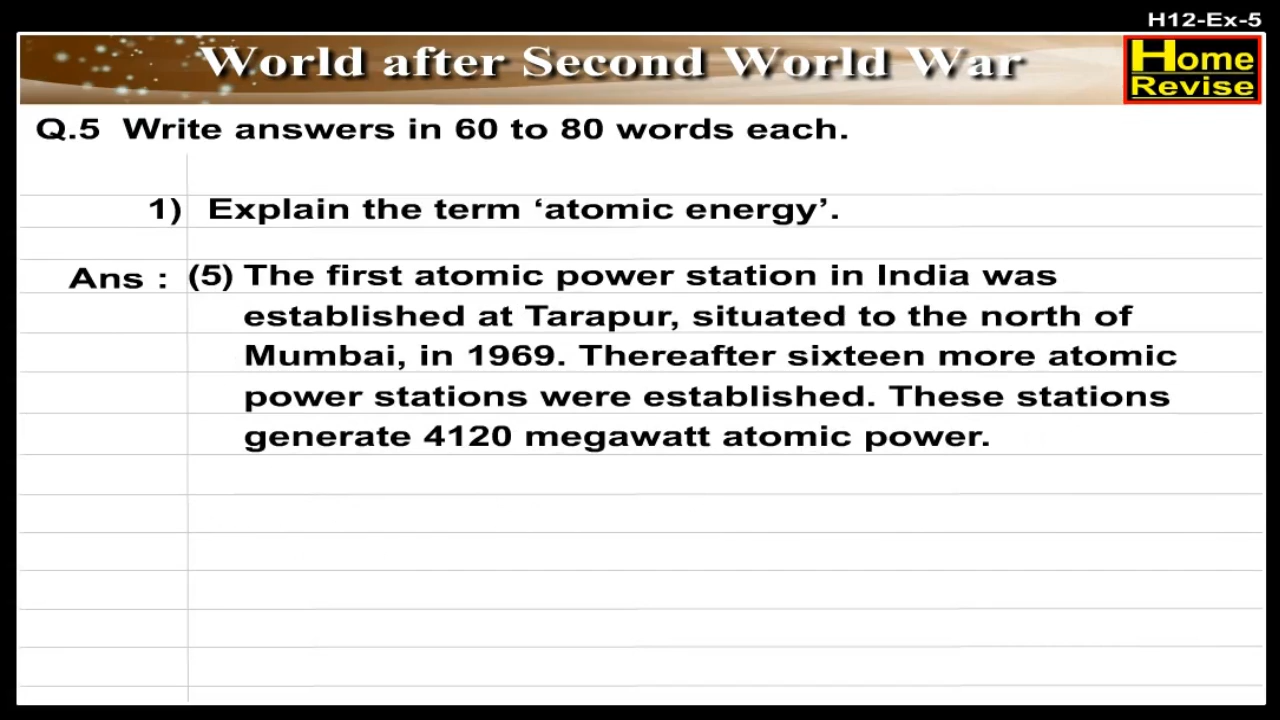 H12-Ex-5
World after Second World War
Home
Revise
Q.5 Write answers in 60 to 80 words each.
1) Explain the term ‘atomic energy’.
Ans : (5) The first atomic power station in India was
established at Tarapur, situated to the north of
Mumbai, in 1969. Thereafter sixteen more atomic
power stations were established. These stations
generate 4120 megawatt atomic power.